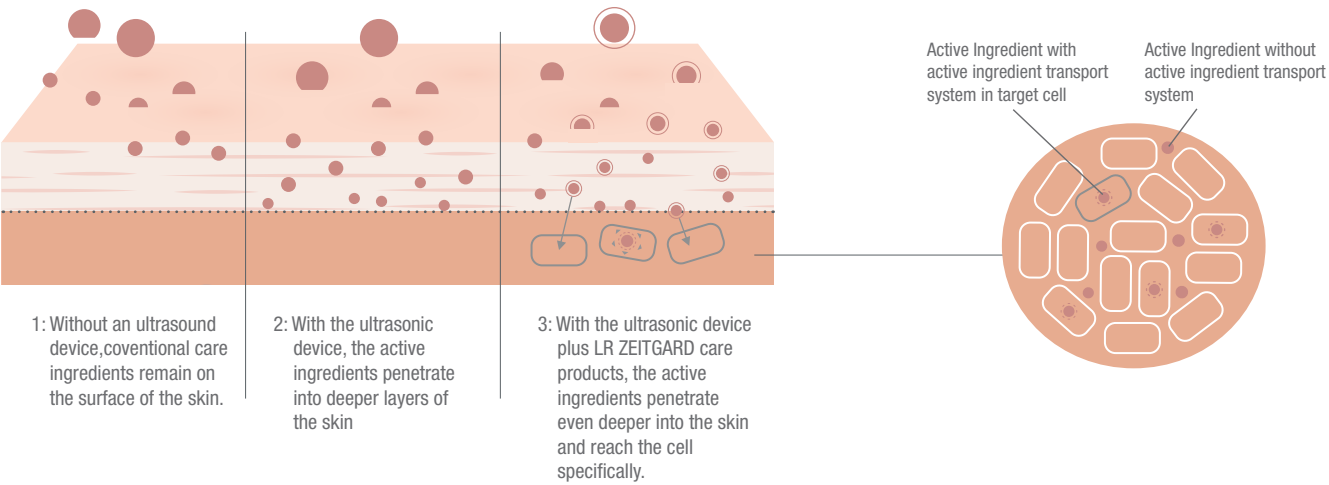 Active Ingredient with
active ingredient transport
system in target cell
Active Ingredient without
active ingredient transport
system
1: Without an ultrasound
device,coventional care
ingredients remain on
the surface of the skin.
2: With the ultrasonic
device, the active
ingredients penetrate
into deeper layers of
the skin
3: With the ultrasonic device
plus LR ZEITGARD care
products, the active
ingredients penetrate
even deeper into the skin
and reach the cell
specifically.